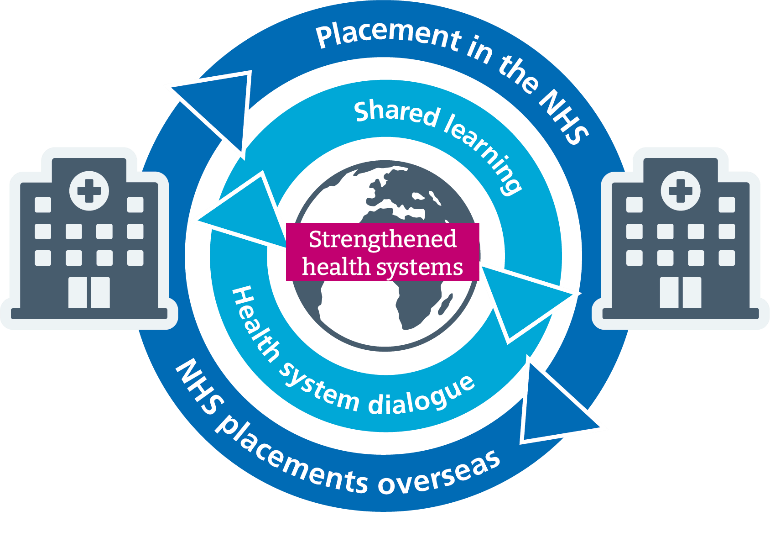 Placement in the NHS
Shared learning
Strengthened
health systems
Health system dialogue
NHS placements overseas